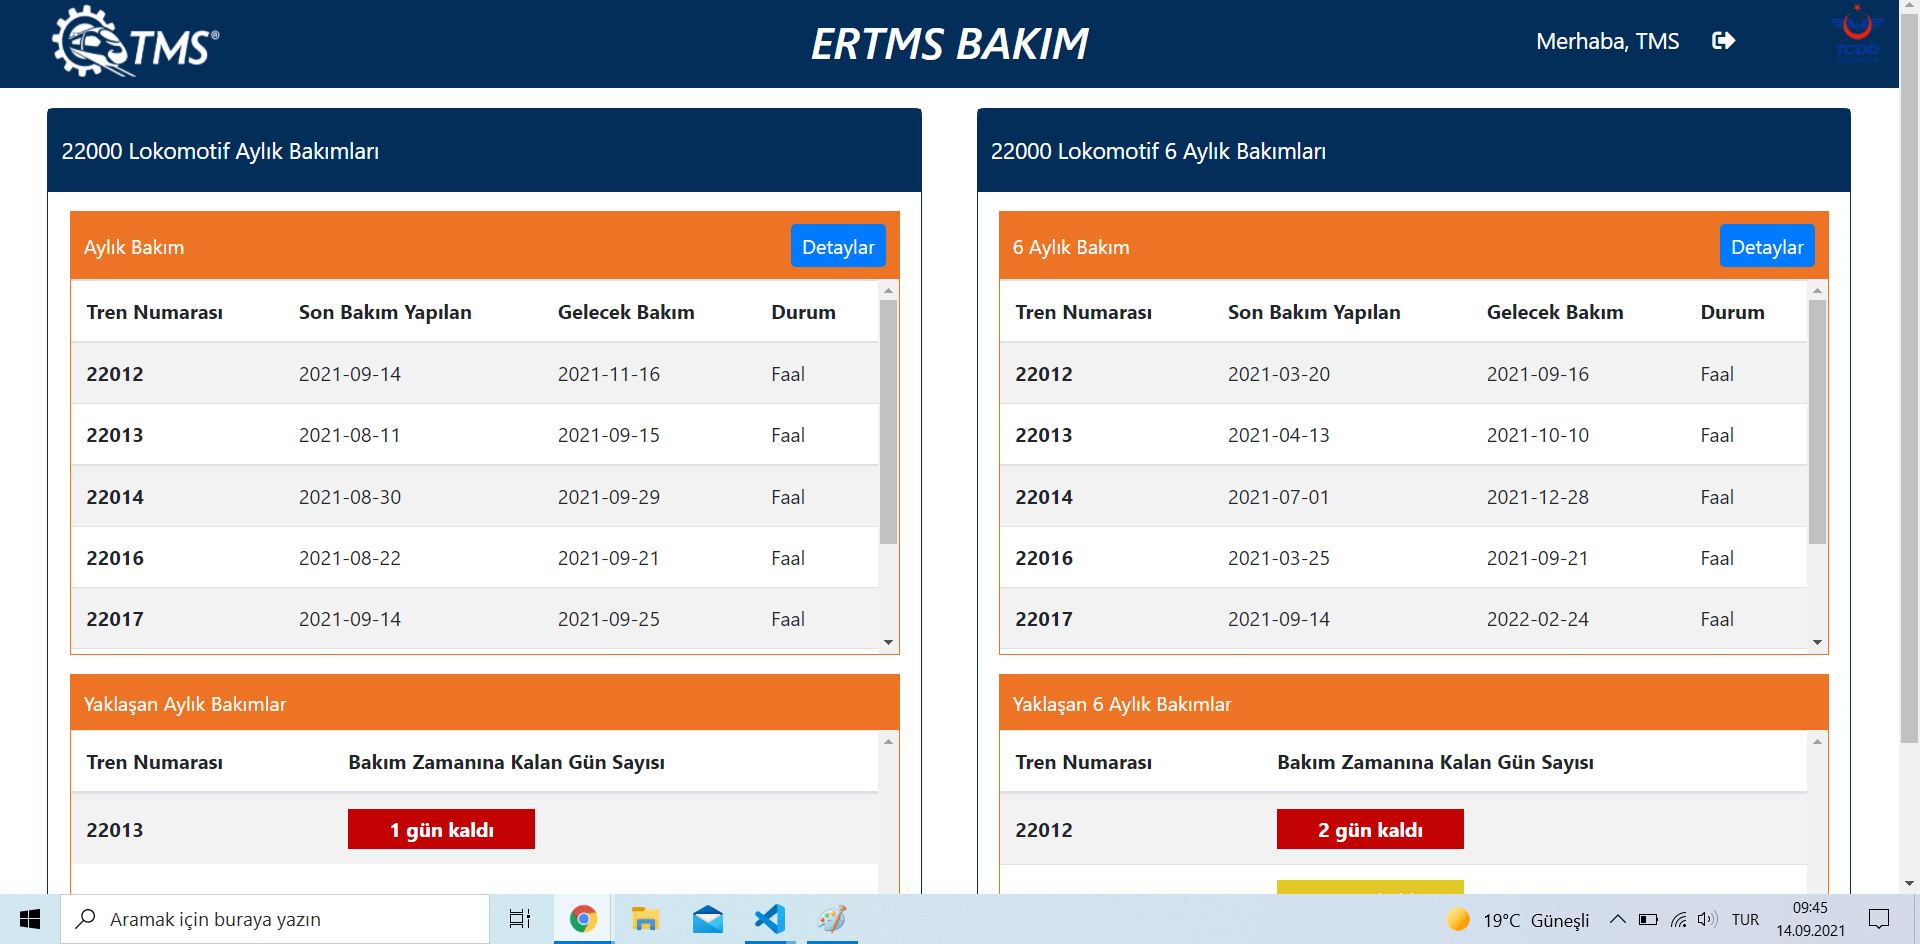 TMS®
ERTMS BAKIM
Merhaba, TMS
TCDD
22000 Lokomotif Aylık Bakımları
Aylık Bakım
Detaylar
Tren Numarası Son Bakım Yapılan Gelecek Bakım Durum
22012 2021-09-14 2021-11-16 Faal
22013 2021-08-11 2021-09-15 Faal
22014 2021-08-30 2021-09-29 Faal
22016 2021-08-22 2021-09-21 Faal
22017 2021-09-14 2021-09-25 Faal
Yaklaşan Aylık Bakımlar
Tren Numarası Bakım Zamanına Kalan Gün Sayısı
22013 1 gün kaldı
22000 Lokomotif 6 Aylık Bakımları
6 Aylık Bakım
Detaylar
Tren Numarası Son Bakım Yapılan Gelecek Bakım Durum
22012 2021-03-20 2021-09-16 Faal
22013 2021-04-13 2021-10-10 Faal
22014 2021-07-01 2021-12-28 Faal
22016 2021-03-25 2021-09-21 Faal
22017 2021-09-14 2022-02-24 Faal
Yaklaşan 6 Aylık Bakımlar
Tren Numarası Bakım Zamanına Kalan Gün Sayısı
22012 2 gün kaldı
Aramak için buraya yazın
19°C Güneşli
TUR
09:45
14.09.2021